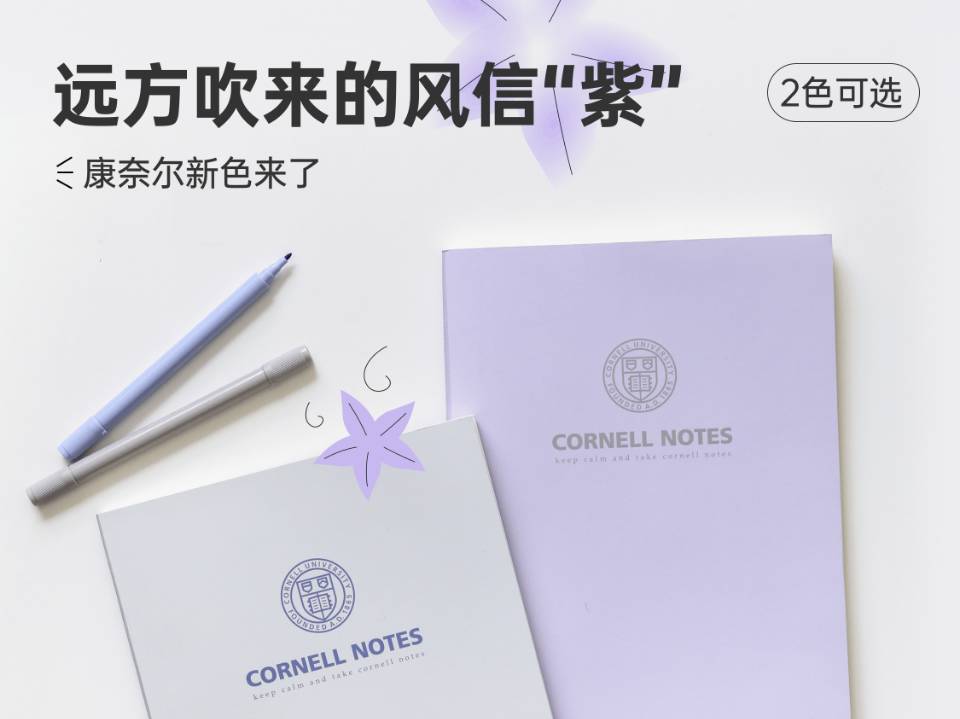 远方吹来的风信“紫”
2色可选
康奈尔新色来了
CORNELL UNIVERSITY
FOUNDED A.D. 1865
CORNELL NOTES
keep calm and take cornell notes
CORNELL UNIVERSITY
FOUNDED A.D. 1865
CORNELL NOTES
keep calm and take cornell notes